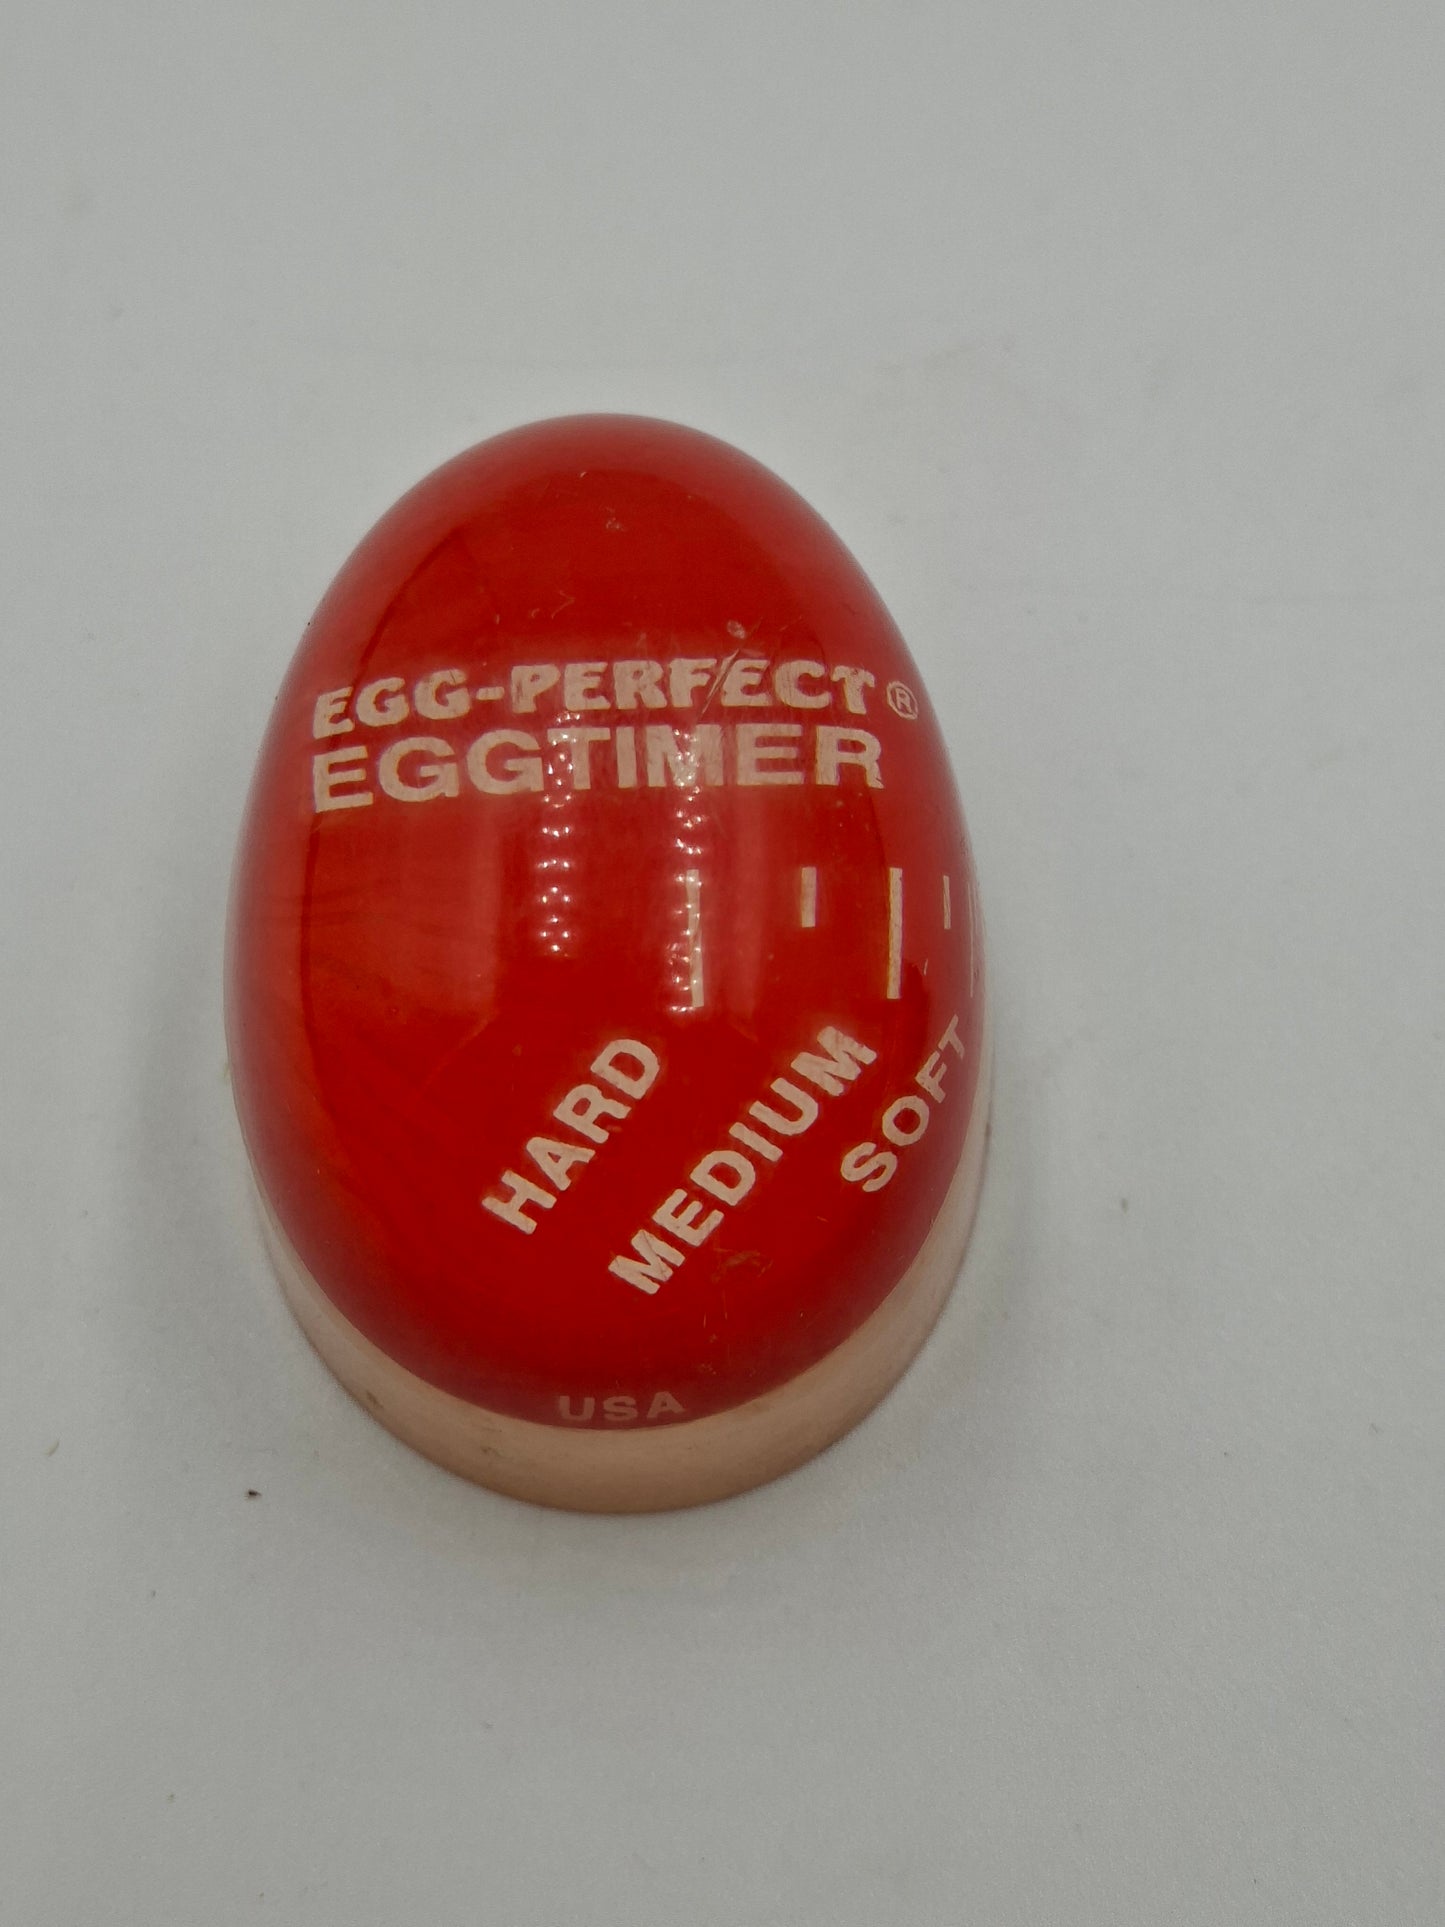 EGG-PERFECT®
EGGTIMER
HARD
MEDIUM
SOFT
USA